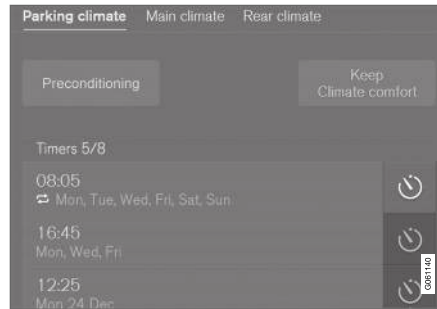 Parking climate Main climate Rear climate
Preconditioning
Keep
Climate comfort
Timers 5/8
08:05
Mon, Tue, Wed, Fri, Sat, Sun
16:45
Mon, Wed, Fri
12:25
Mon 24 Dec
G061140